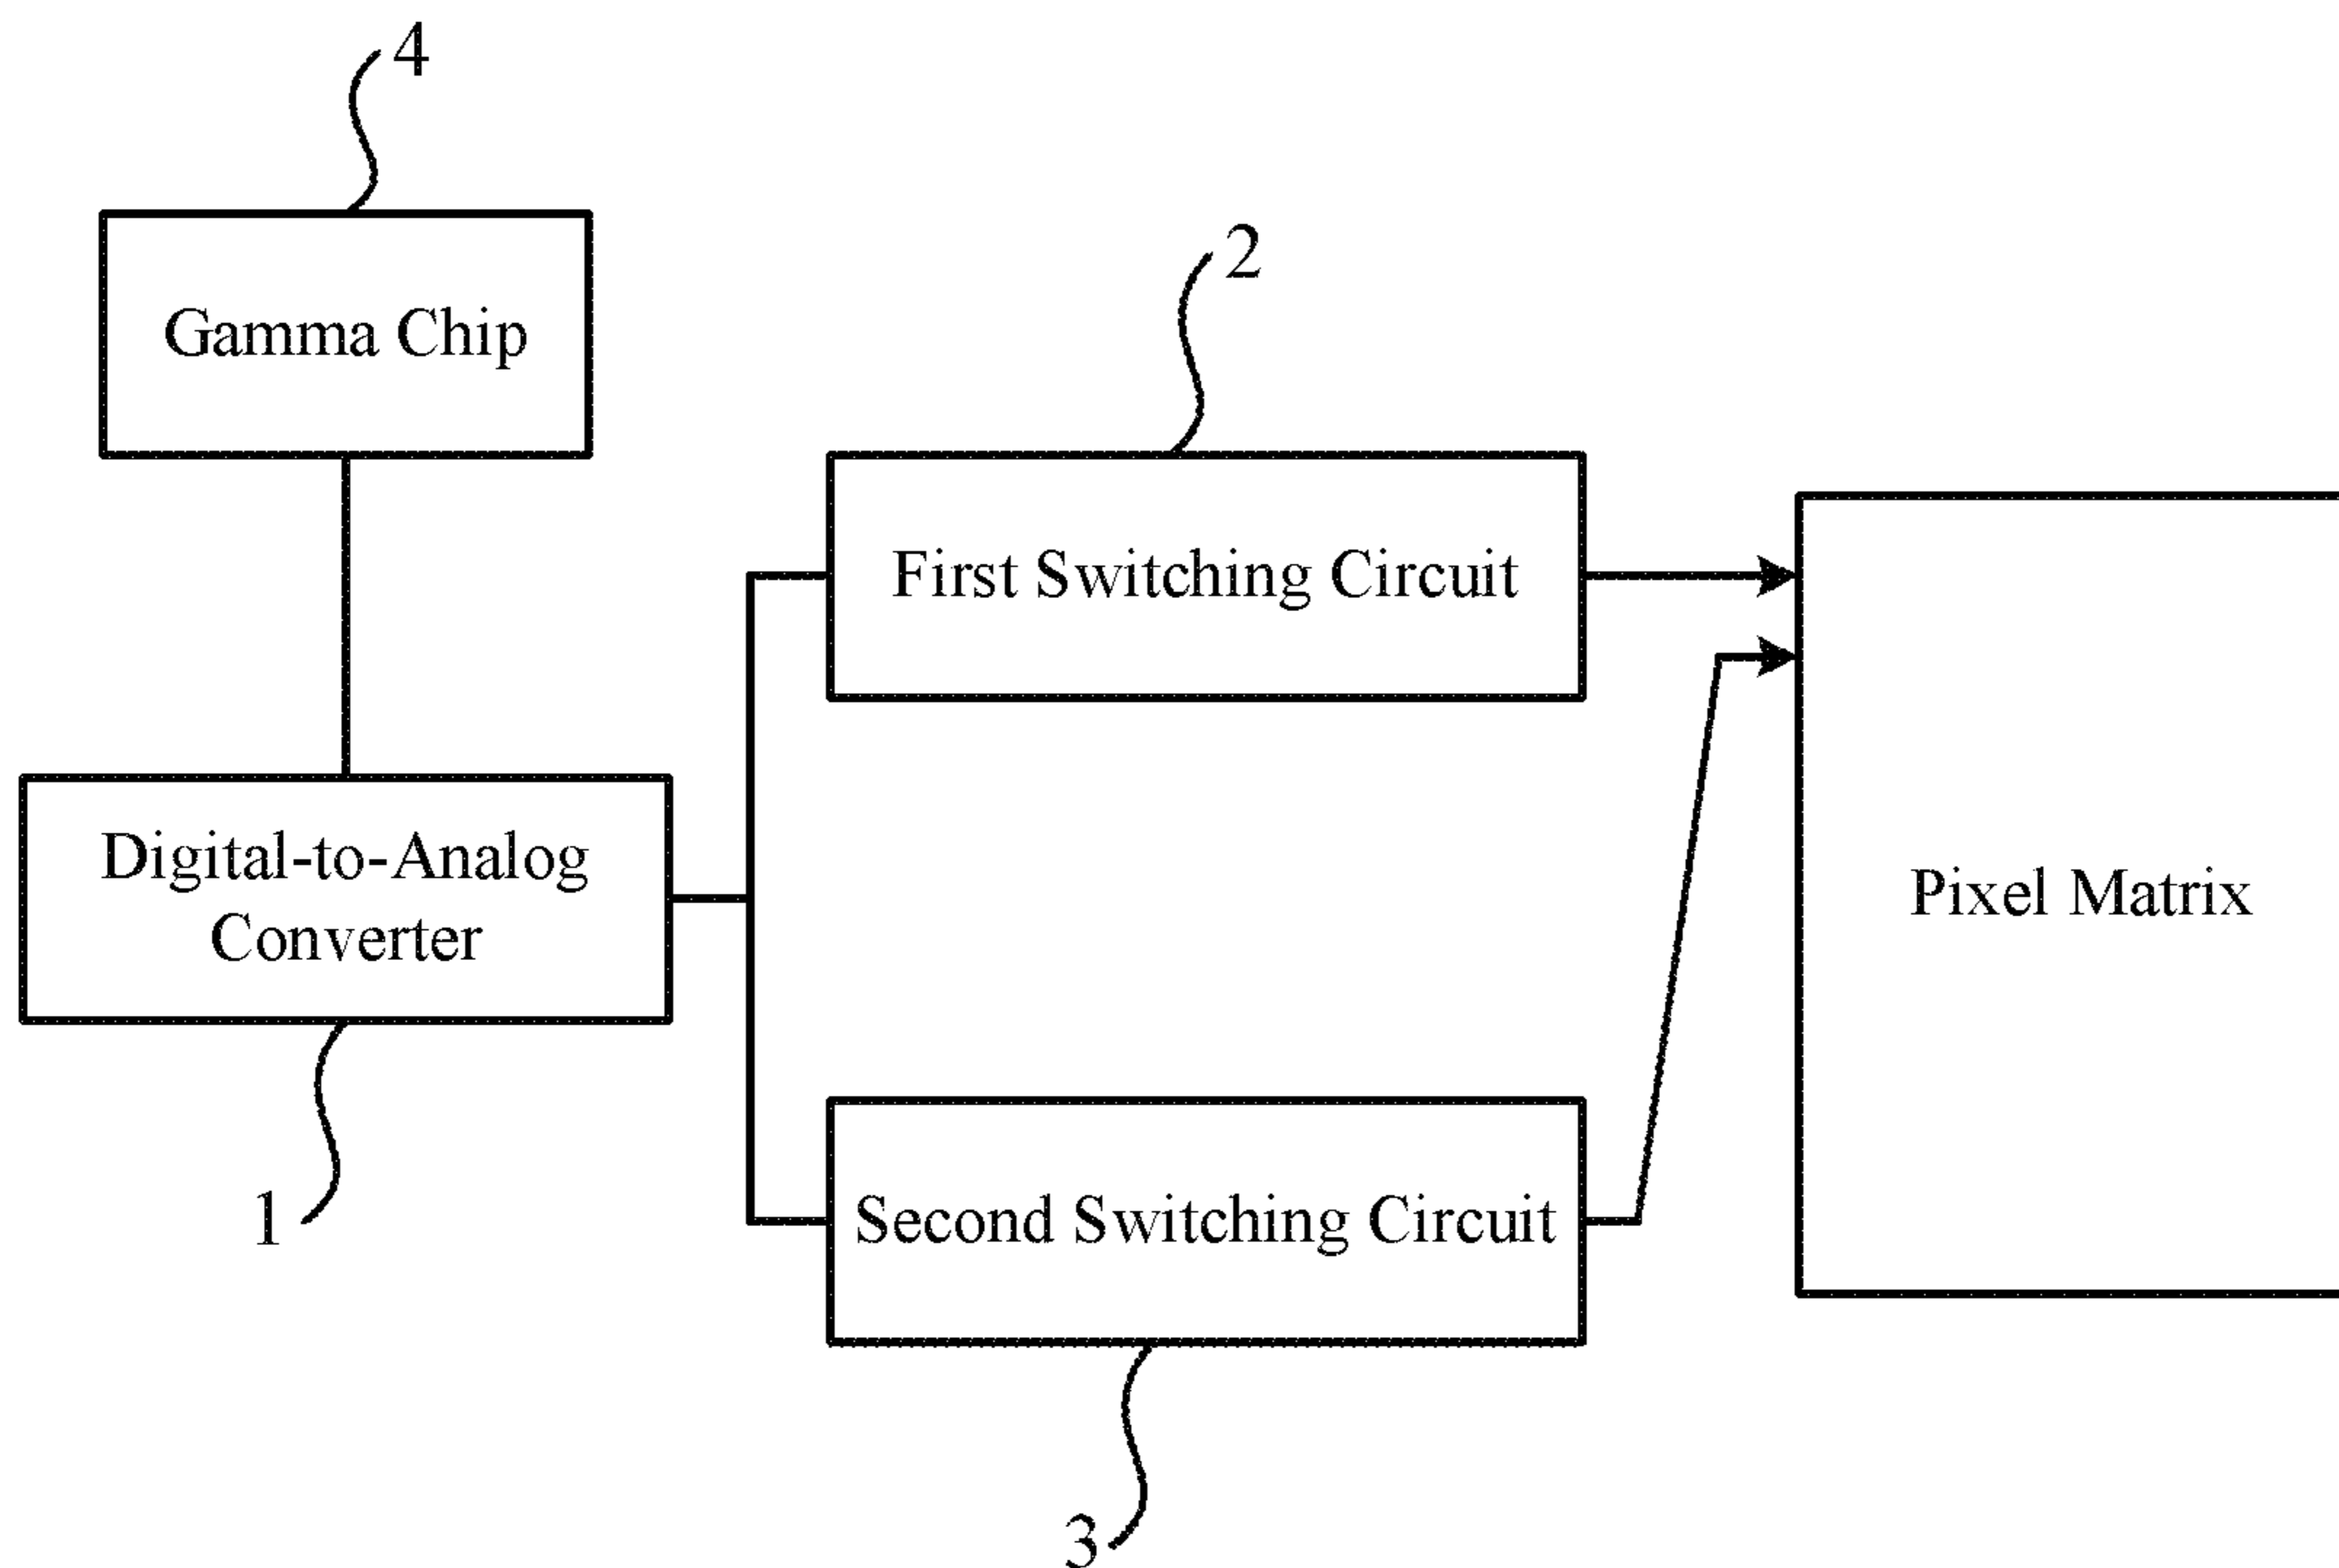 4
Gamma Chip
2
First Switching Circuit
Digital-to-Analog
Converter
Pixel Matrix
1
Second Switching Circuit
3